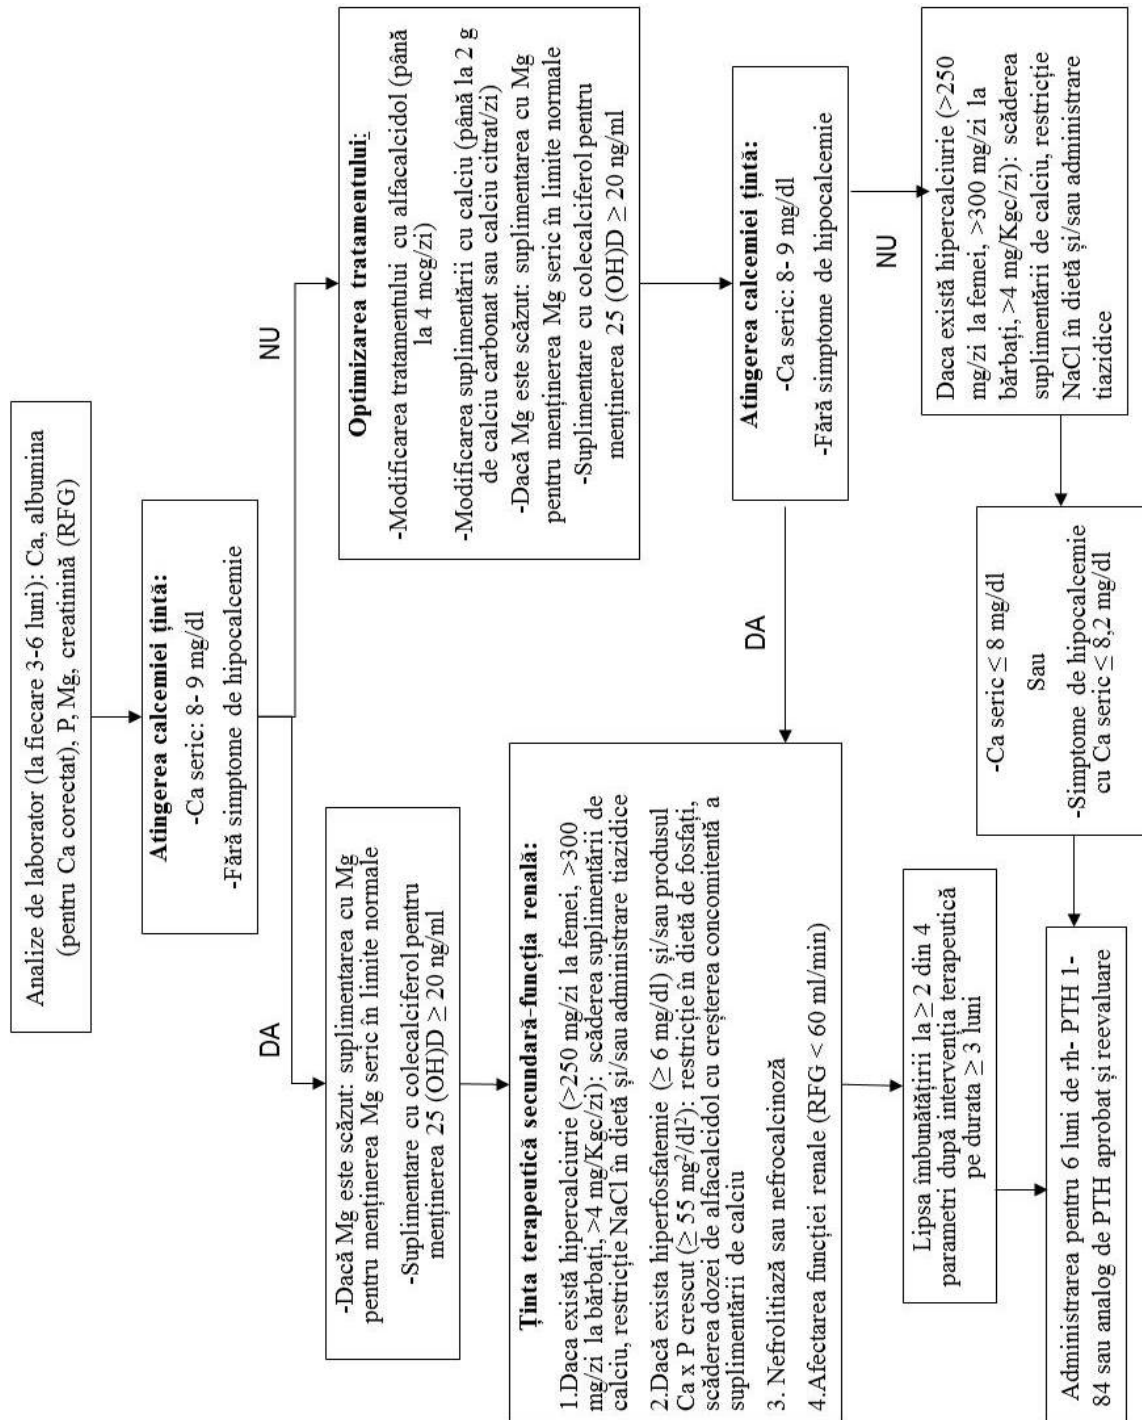 Analize de laborator (la fiecare 3-6 luni): Ca, albumina
(pentru Ca corectat), P, Mg, creatinină (RFG)
Atingerea calcemiei țintă:
-Ca seric: 8- 9 mg/dl
-Fără simptome de hipocalcemie
DA
NU
-Dacă Mg este scăzut: suplimentarea cu Mg
pentru menținerea Mg seric în limite normale
-Suplimentare cu colecalciferol pentru
menținerea 25 (OH)D ≥ 20 ng/ml
Optimizarea tratamentului:
-Modificarea tratamentului cu alfacalcidol (până
la 4 mcg/zi)
-Modificarea suplimentării cu calciu (până la 2 g
de calciu carbonat sau calciu citrat/zi)
-Dacă Mg este scăzut: suplimentarea cu Mg
pentru menținerea Mg seric în limite normale
-Suplimentare cu colecalciferol pentru
menținerea 25 (OH)D ≥ 20 ng/ml
Ținta terapeutică secundară-funcția renală:
1.Daca există hipercalciurie (>250 mg/zi la femei, >300
mg/zi la bărbați, >4 mg/Kgc/zi): scăderea suplimentării de
calciu, restricție NaCl în dietă și/sau administrare tiazidice
2.Dacă exista hiperfosfatemie (≥ 6 mg/dl) și/sau produsul
Ca x P crescut (≥ 55 mg²/dl²): restricție în dietă de fosfați,
scăderea dozei de alfacalcidol cu creșterea concomitentă a
suplimentării de calciu
3. Nefrolitiază sau nefrocalcinoză
4.Afectarea funcției renale (RFG < 60 ml/min)
DA
Atingerea calcemiei țintă:
-Ca seric: 8- 9 mg/dl
-Fără simptome de hipocalcemie
NU
Daca există hipercalciurie (>250
mg/zi la femei, >300 mg/zi la
bărbați, >4 mg/Kgc/zi): scăderea
suplimentării de calciu, restricție
NaCl în dietă și/sau administrare
tiazidice
Lipsa îmbunătățirii la ≥ 2 din 4
parametri după intervenția terapeutică
pe durata ≥ 3 luni
-Ca seric ≤ 8 mg/dl
Sau
-Simptome de hipocalcemie
cu Ca seric ≤ 8,2 mg/dl
Administrarea pentru 6 luni de rh- PTH 1-
84 sau analog de PTH aprobat și reevaluare